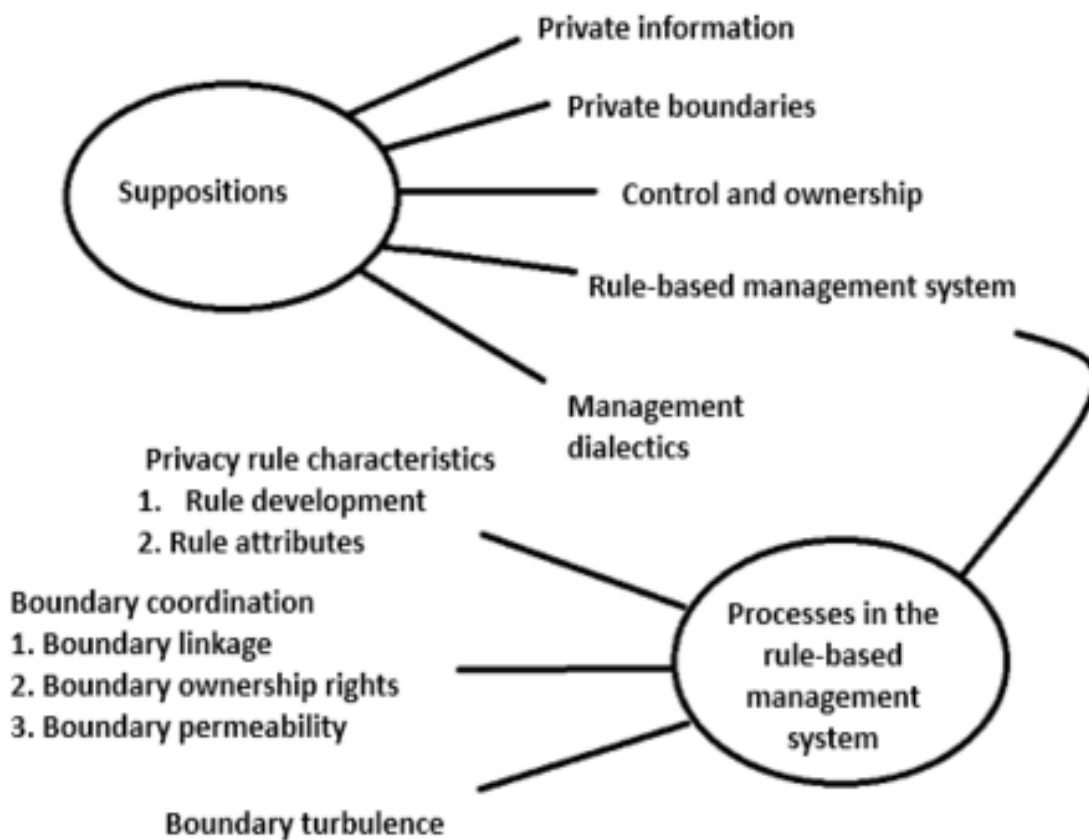 Private information
Private boundaries
Suppositions
Control and ownership
Rule-based management system
Management
dialectics
Privacy rule characteristics
1. Rule development
2. Rule attributes
Boundary coordination
1. Boundary linkage
2. Boundary ownership rights
3. Boundary permeability
Boundary turbulence
Processes in the
rule-based
management
system